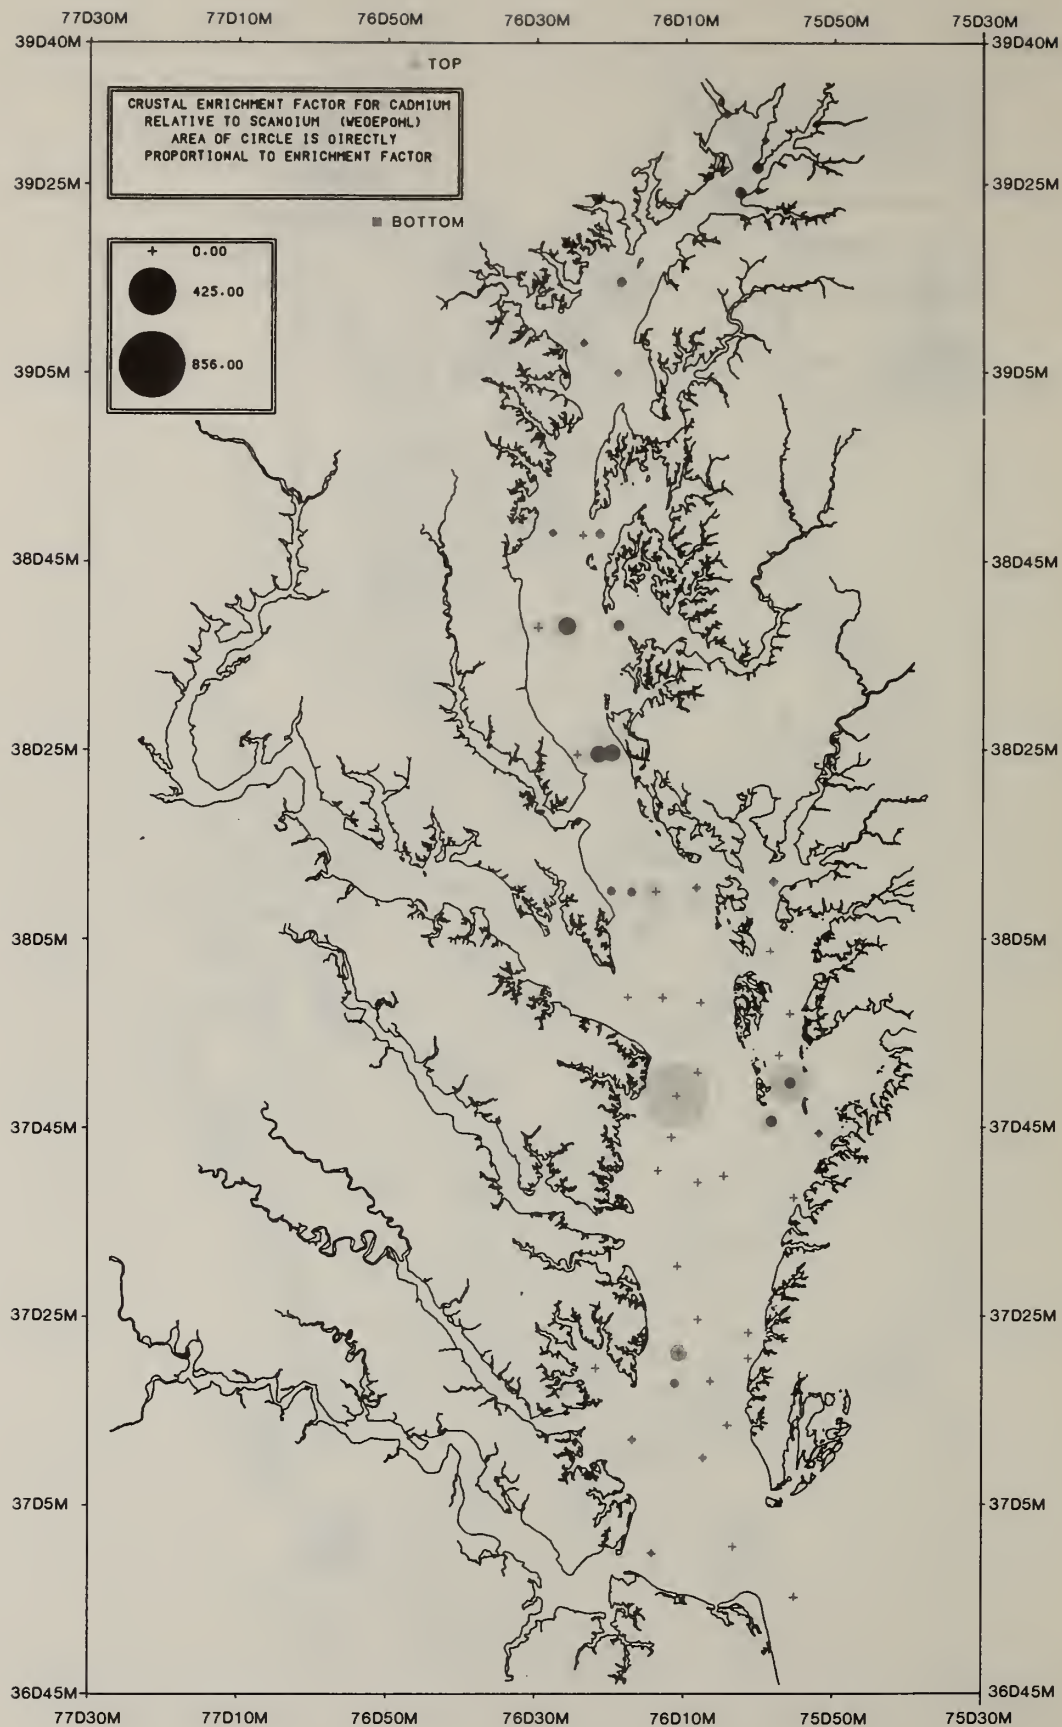 77D30M 77D10M 76D50M 76D30M 76D10M 75D50M 75D30M
39D40M 39D40M
TOP
CRUSTAL ENRICHMENT FACTOR FOR CADMIUM
RELATIVE TO SCANDIUM (WEDEPOHL)
AREA OF CIRCLE IS DIRECTLY
PROPORTIONAL TO ENRICHMENT FACTOR
39D25M 39D25M
BOTTOM
+ 0.00
425.00
856.00
39D5M 39D5M
38D45M 38D45M
38D25M 38D25M
38D5M 38D5M
37D45M 37D45M
37D25M 37D25M
37D5M 37D5M
36D45M 36D45M
77D30M 77D10M 76D50M 76D30M 76D10M 75D50M 75D30M